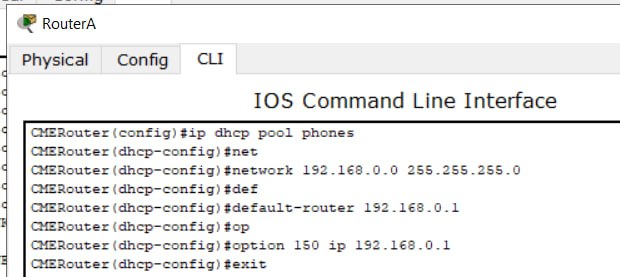 Config
RouterA
Physical Config CLI
IOS Command Line Interface
CMERouter(config)#ip dhcp pool phones
CMERouter(dhcp-config)#net
CMERouter(dhcp-config)#network 192.168.0.0 255.255.255.0
CMERouter(dhcp-config)#def
CMERouter(dhcp-config)#default-router 192.168.0.1
CMERouter(dhcp-config)#op
CMERouter(dhcp-config)#option 150 ip 192.168.0.1
CMERouter(dhcp-config)#exit